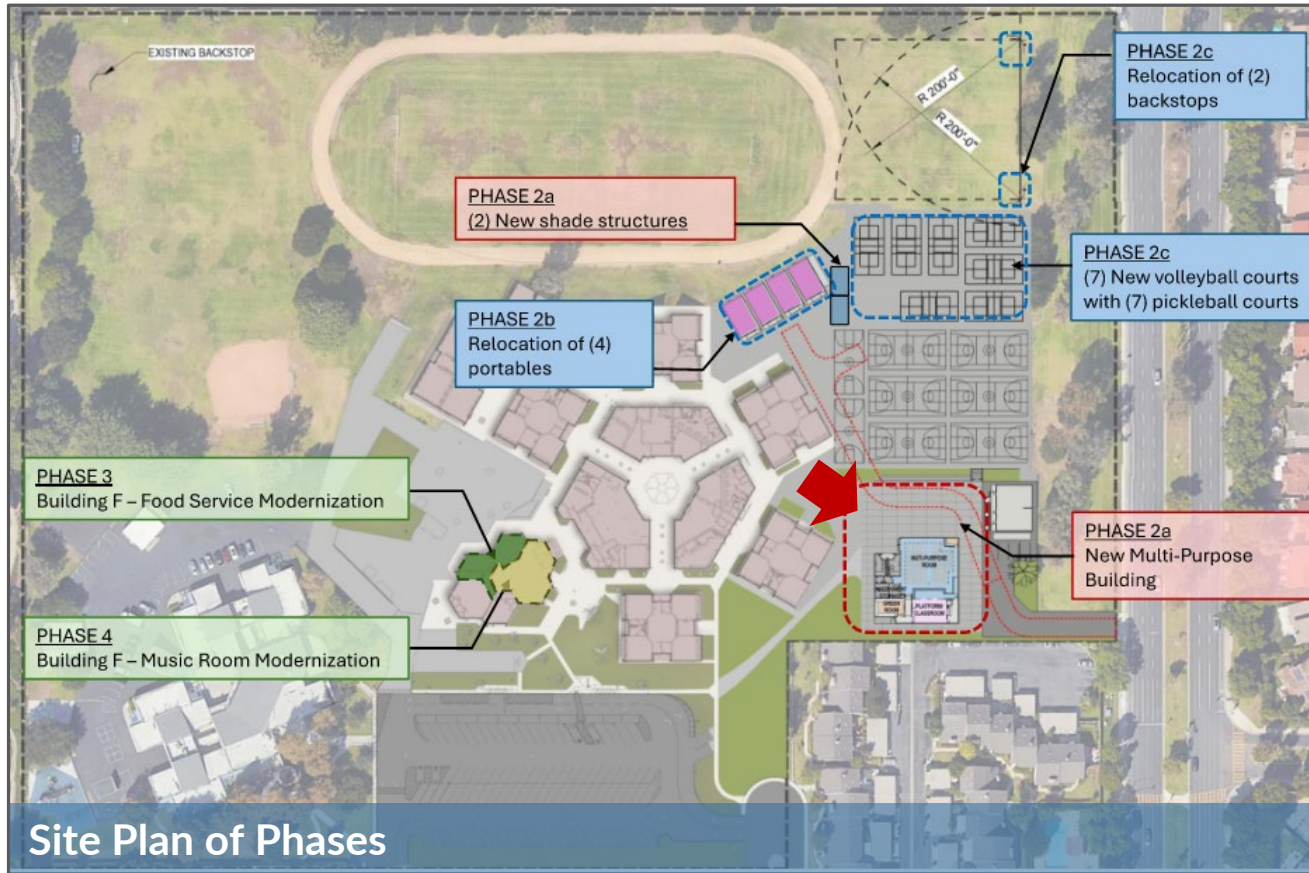 EXISTING BACKSTOP
R 200'-0"
R 200'-0"
PHASE 2c
Relocation of (2)
backstops
PHASE 2a
(2) New shade structures
PHASE 2c
(7) New volleyball courts
with (7) pickleball courts
PHASE 2b
Relocation of (4)
portables
PHASE 3
Building F – Food Service Modernization
PHASE 2a
New Multi-Purpose
Building
MULTI-PURPOSE
ROOM
GREEN
ROOM
PLATFORM
CLASSROOM
PHASE 4
Building F – Music Room Modernization
Site Plan of Phases